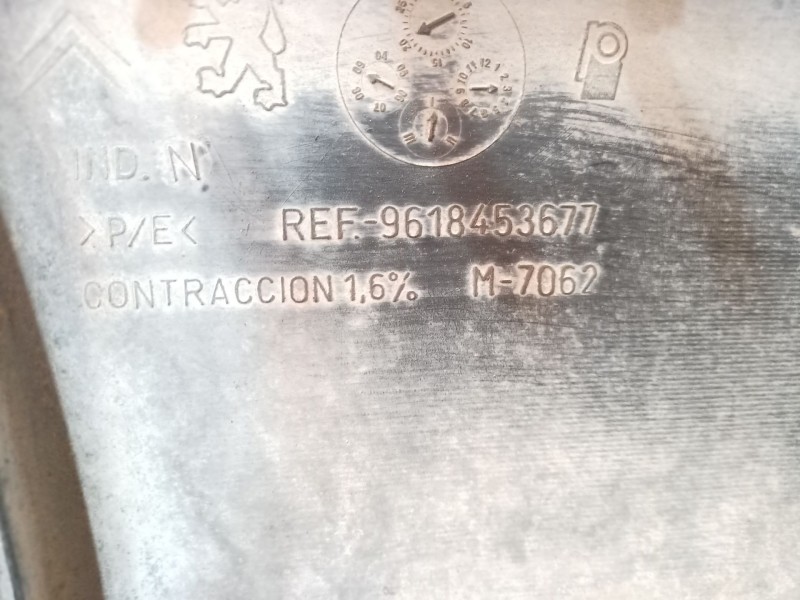 IND. N
>P/E< REF.-9618453677
CONTRACCION 1,6% M-7062